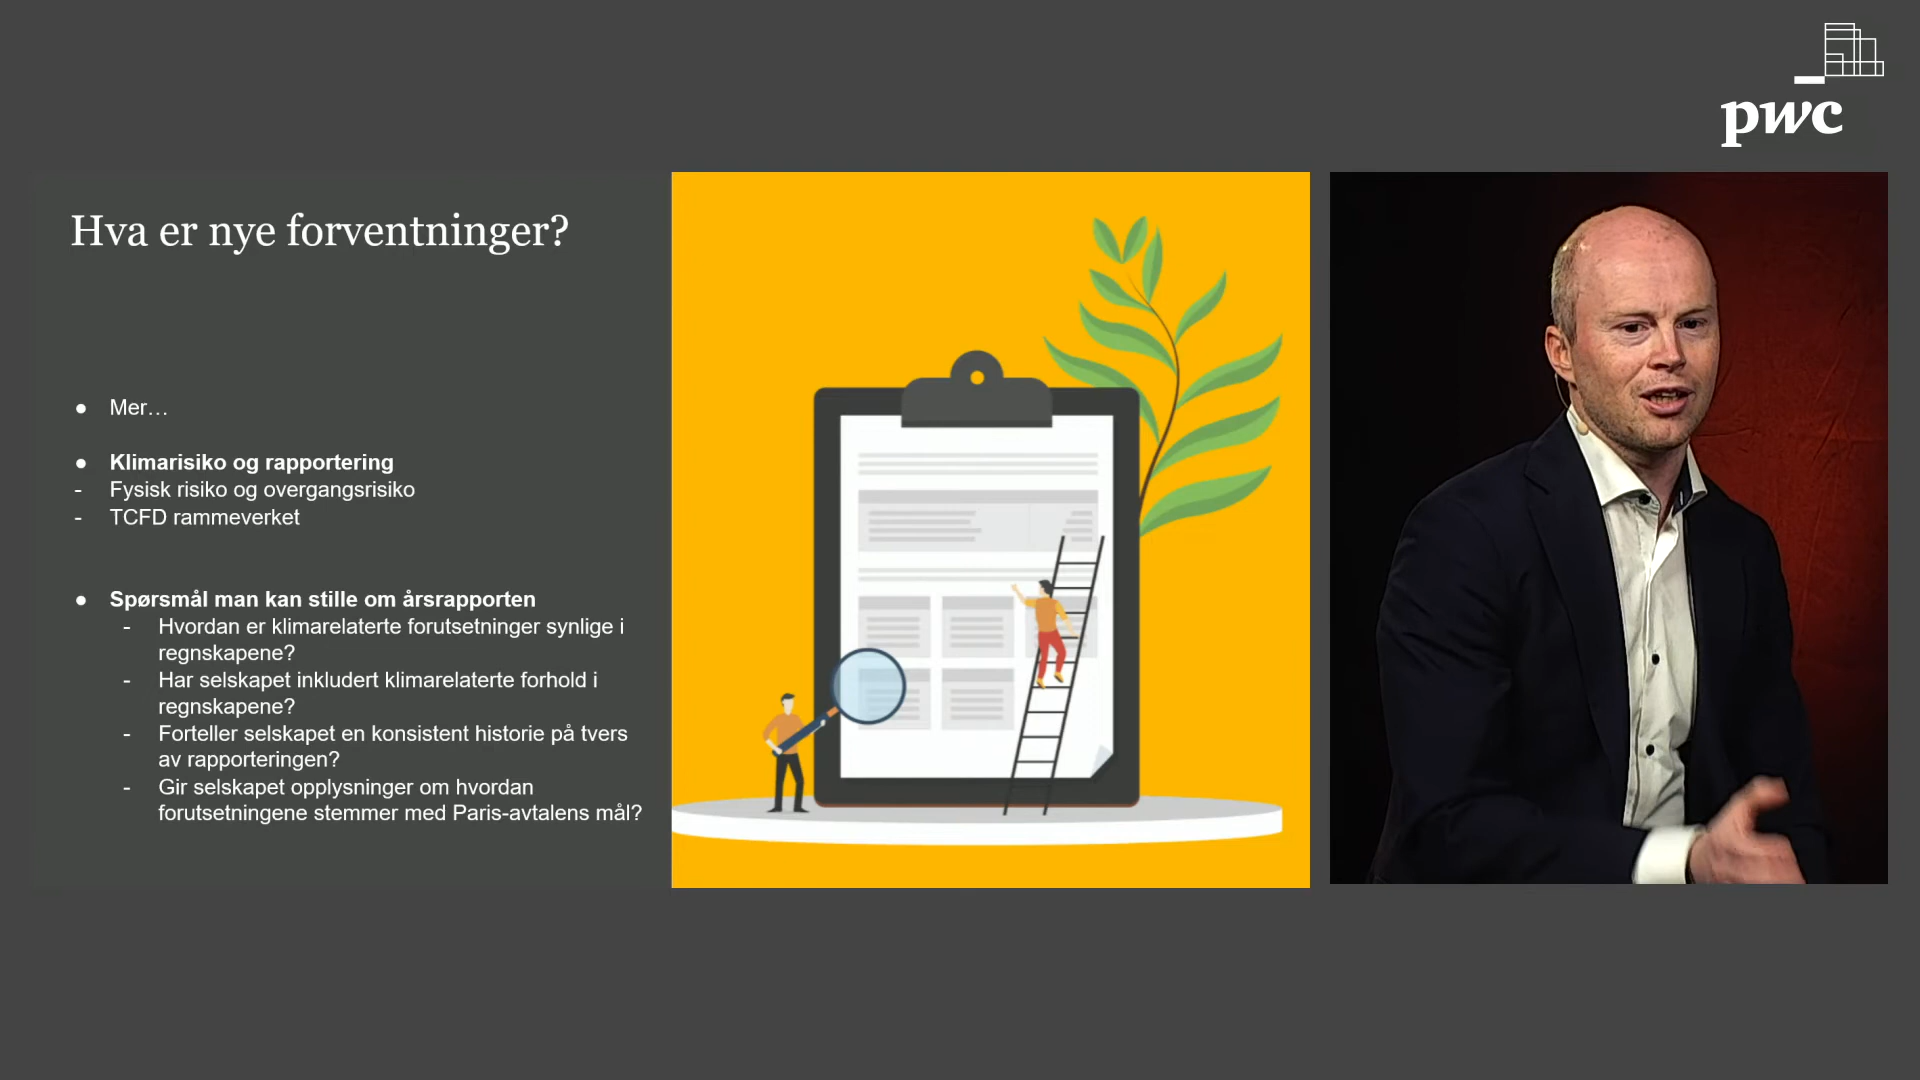 pwc
Hva er nye forventninger?
● Mer…
● Klimarisiko og rapportering
- Fysisk risiko og overgangsrisiko
- TCFD rammeverket
● Spørsmål man kan stille om årsrapporten
- Hvordan er klimarelaterte forutsetninger synlige i
regnskapene?
- Har selskapet inkludert klimarelaterte forhold i
regnskapene?
- Forteller selskapet en konsistent historie på tvers
av rapporteringen?
- Gir selskapet opplysninger om hvordan
forutsetningene stemmer med Paris-avtalens mål?